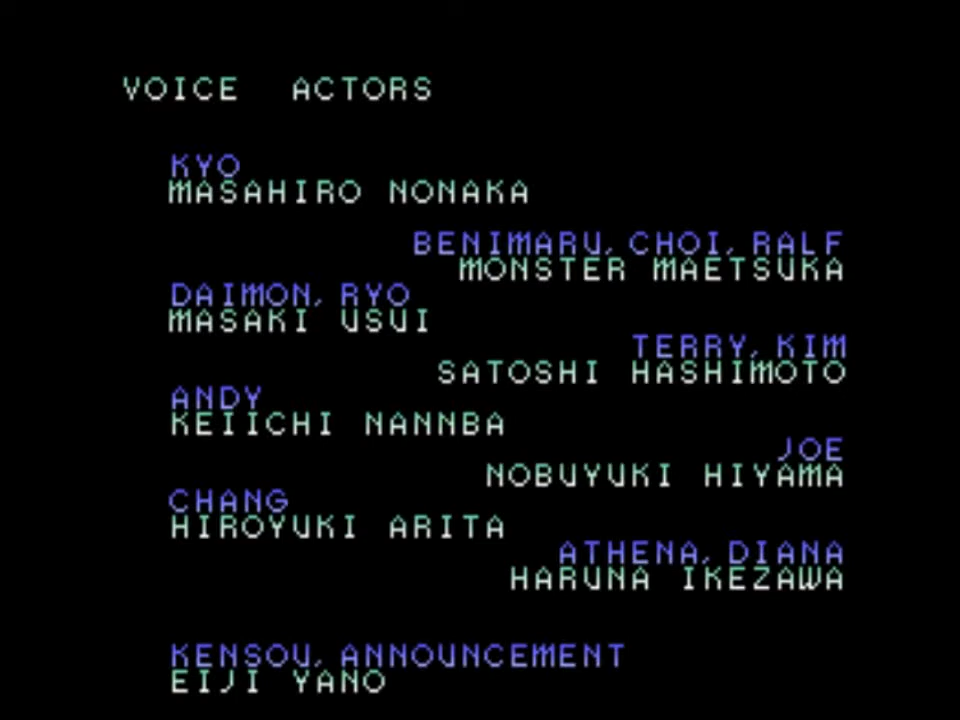 VOICE ACTORS
KYO
MASAHIRO NONAKA
BENIMARU, CHOI, RALF
MONSTER MAETSUKA
DAIMON, RYO
MASAKI USUI
TERRY, KIM
SATOSHI HASHIMOTO
ANDY
KEIICHI NANNBA
JOE
NOBUYUKI HIYAMA
CHANG
HIROYUKI ARITA
ATHENA, DIANA
HARUNA IKEZAWA
KENSOU, ANNOUNCEMENT
EIJI YANO